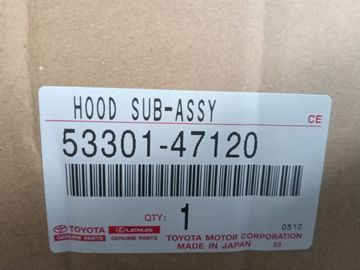 HOOD SUB-ASSY
CE
53301-47120
QTY: 1
0510
TOYOTA
GENUINE PARTS
LEXUS
GENUINE PARTS
TOYOTA MOTOR CORPORATION
MADE IN JAPAN